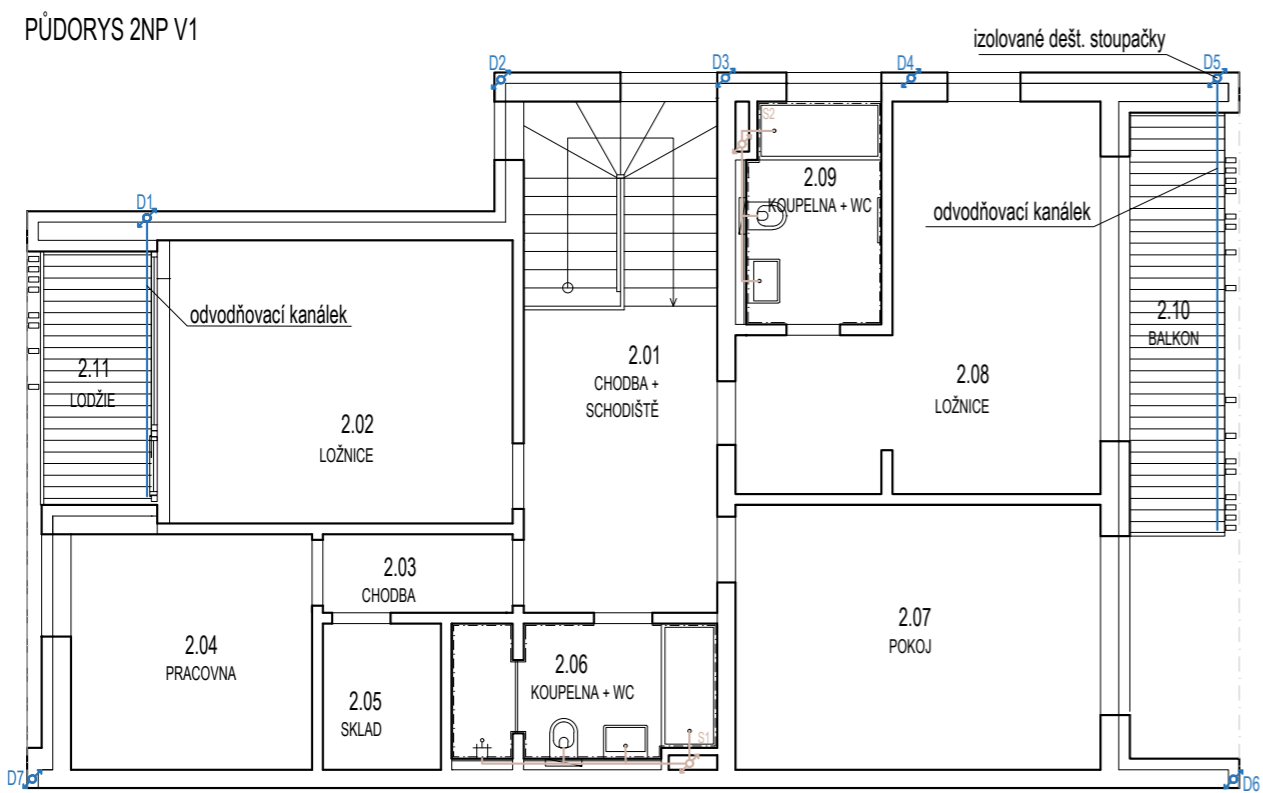 PŮDORYS 2NP V1
izolované dešt. stoupačky
D2
D3
D4
D5
S2
2.09
KOUPELNA + WC
D1
odvodňovací kanálek
odvodňovací kanálek
2.10
BALKON
2.11
LODŽIE
2.01
CHODBA +
SCHODIŠTĚ
2.08
LOŽNICE
2.02
LOŽNICE
2.03
CHODBA
2.04
PRACOVNA
2.05
SKLAD
2.06
KOUPELNA + WC
2.07
POKOJ
S1
D7
D6